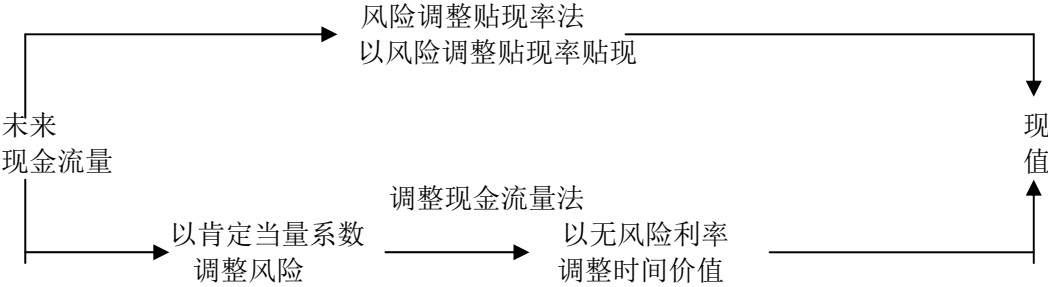 风险调整贴现率法
以风险调整贴现率贴现
未来
现金流量
现
值
调整现金流量法
以肯定当量系数
调整风险
以无风险利率
调整时间价值